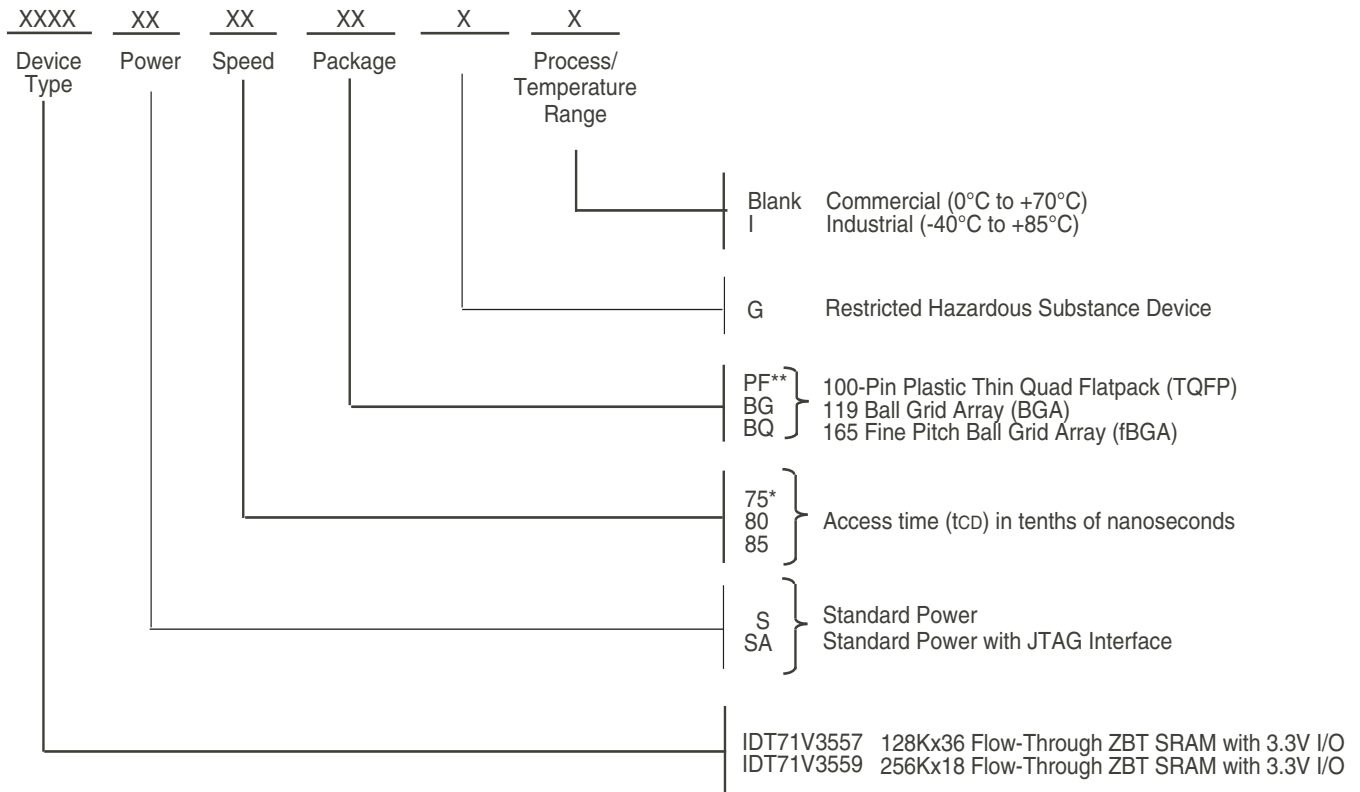 XXXX XX XX XX X X
Device Type Power Speed Package Process/ Temperature Range
Blank Commercial (0°C to +70°C)
I Industrial (-40°C to +85°C)
G Restricted Hazardous Substance Device
PF** 100-Pin Plastic Thin Quad Flatpack (TQFP)
BG 119 Ball Grid Array (BGA)
BQ 165 Fine Pitch Ball Grid Array (fBGA)
75*
80 Access time (tCD) in tenths of nanoseconds
85
S Standard Power
SA Standard Power with JTAG Interface
IDT71V3557 128Kx36 Flow-Through ZBT SRAM with 3.3V I/O
IDT71V3559 256Kx18 Flow-Through ZBT SRAM with 3.3V I/O